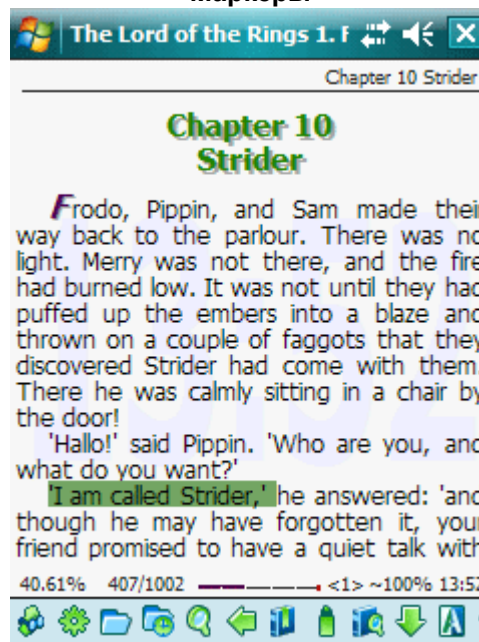 The Lord of the Rings 1. F
Chapter 10 Strider
Chapter 10
Strider
Frodo, Pippin, and Sam made their
way back to the parlour. There was no
light. Merry was not there, and the fire
had burned low. It was not until they had
puffed up the embers into a blaze and
thrown on a couple of faggots that they
discovered Strider had come with them.
There he was calmly sitting in a chair by
the door!
'Hallo!' said Pippin. 'Who are you, and
what do you want?'
'I am called Strider,' he answered: 'and
though he may have forgotten it, your
friend promised to have a quiet talk with
40.61% 407/1002 <1> ~100% 13:52